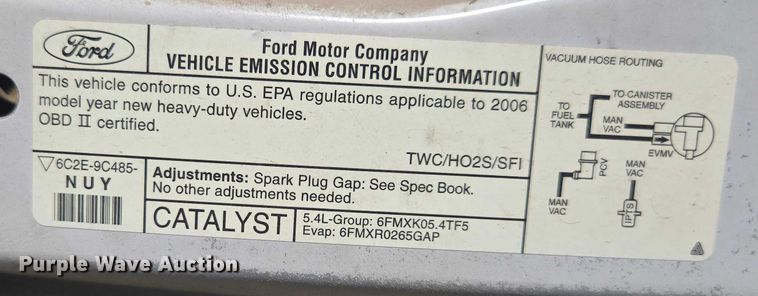 Ford
Ford Motor Company
VEHICLE EMISSION CONTROL INFORMATION
This vehicle conforms to U.S. EPA regulations applicable to 2006
model year new heavy-duty vehicles.
OBD II certified.
TWC/HO2S/SFI
6C2E-9C485-
NUY
Adjustments: Spark Plug Gap: See Spec Book.
No other adjustments needed.
CATALYST
5.4L-Group: 6FMXK05.4TF5
Evap: 6FMXR0265GAP
VACUUM HOSE ROUTING
TO CANISTER
ASSEMBLY
TO
FUEL
TANK
MAN
VAC
EVMV
PCV
MAN
VAC
MAN
VAC
IPTS
Purple Wave Auction